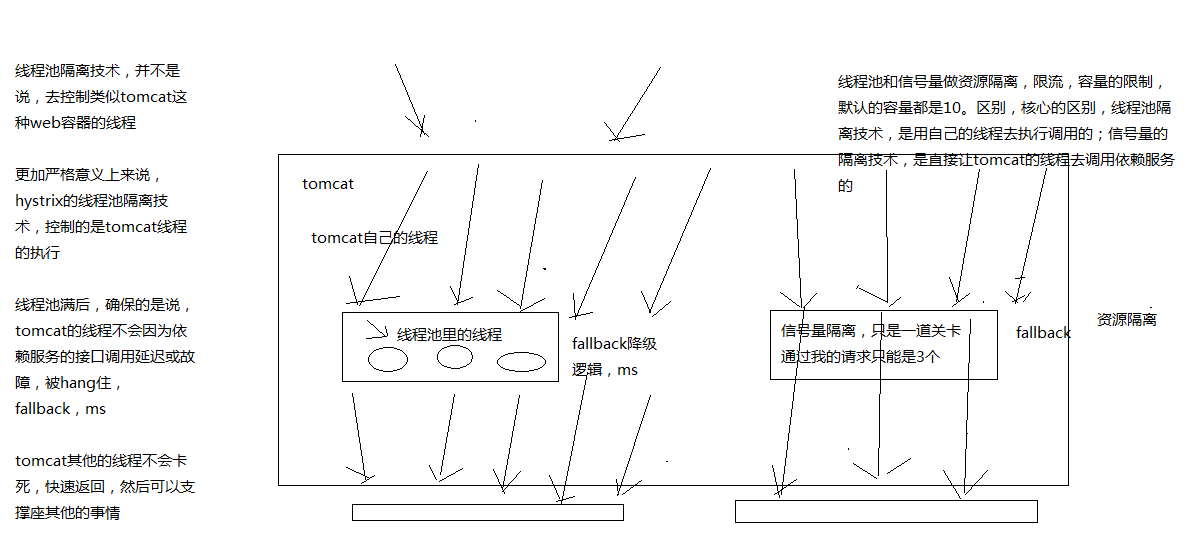 线程池隔离技术，并不是
说，去控制类似tomcat这
种web容器的线程
更加严格意义上来说，
hystrix的线程池隔离技
术，控制的是tomcat线程
的执行
线程池满后，确保的是说，
tomcat的线程不会因为依
赖服务的接口调用延迟或故
障，被hang住，
fallback，ms
tomcat其他的线程不会卡
死，快速返回，然后可以支
撑座其他的事情
tomcat
tomcat自己的线程
线程池里的线程
fallback降级
逻辑，ms
线程池和信号量做资源隔离，限流，容量的限制，
默认的容量都是10。区别，核心的区别，线程池隔
离技术，是用自己的线程去执行调用的；信号量的
隔离技术，是直接让tomcat的线程去调用依赖服务
的
信号量隔离，只是一道关卡
通过我的请求只能是3个
fallback
资源隔离